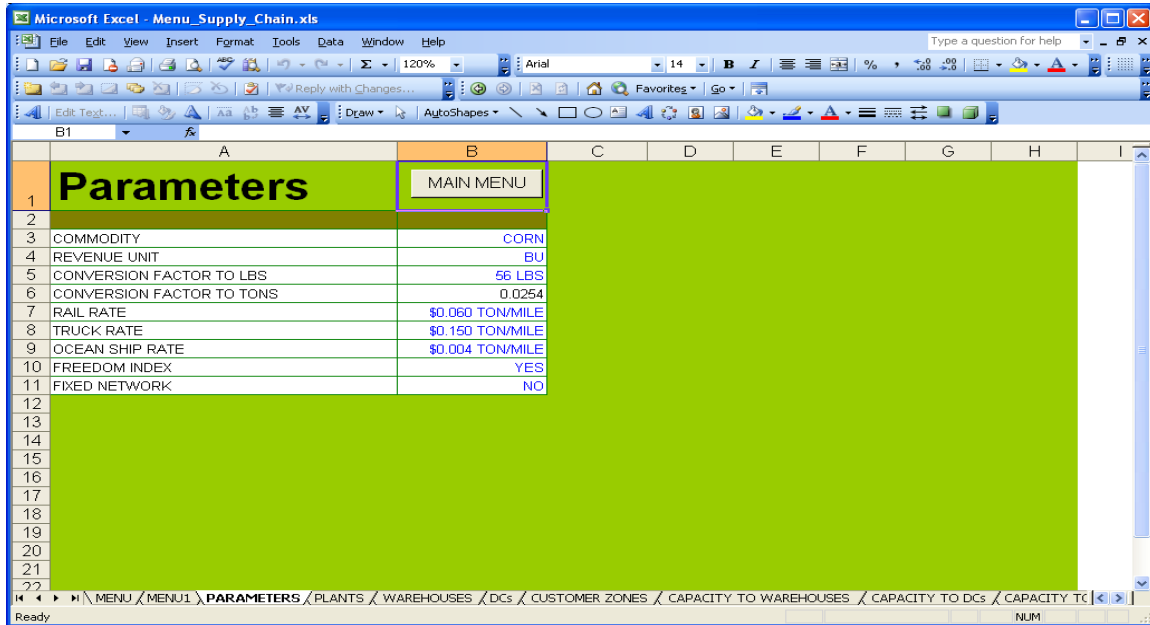 Microsoft Excel - Menu_Supply_Chain.xls
File Edit View Insert Format Tools Data Window Help Type a question for help
120% Arial 14 B I % ,
Reply with Changes... Favorites Go
Edit Text... Draw AutoShapes
B1 fx
A B C D E F G H I
1 Parameters MAIN MENU
2
3 COMMODITY CORN
4 REVENUE UNIT BU
5 CONVERSION FACTOR TO LBS 56 LBS
6 CONVERSION FACTOR TO TONS 0.0254
7 RAIL RATE $0.060 TON/MILE
8 TRUCK RATE $0.150 TON/MILE
9 OCEAN SHIP RATE $0.004 TON/MILE
10 FREEDOM INDEX YES
11 FIXED NETWORK NO
12
13
14
15
16
17
18
19
20
21
22
MENU MENU1 PARAMETERS PLANTS WAREHOUSES DCs CUSTOMER ZONES CAPACITY TO WAREHOUSES CAPACITY TO DCs CAPACITY TC
Ready NUM